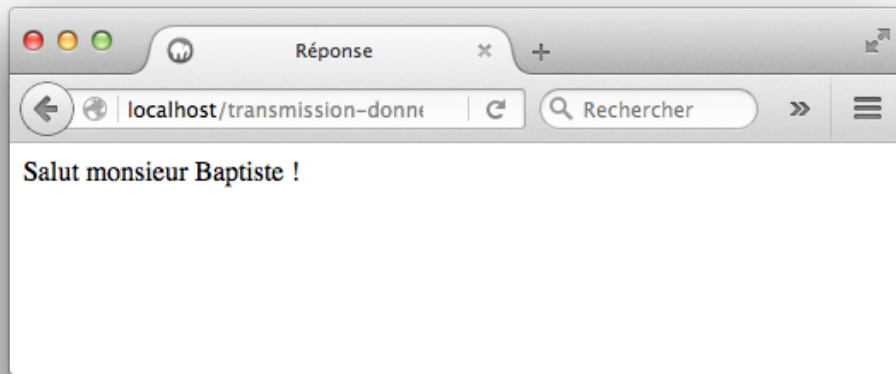 Réponse
localhost/transmission-donne
Rechercher
Salut monsieur Baptiste !